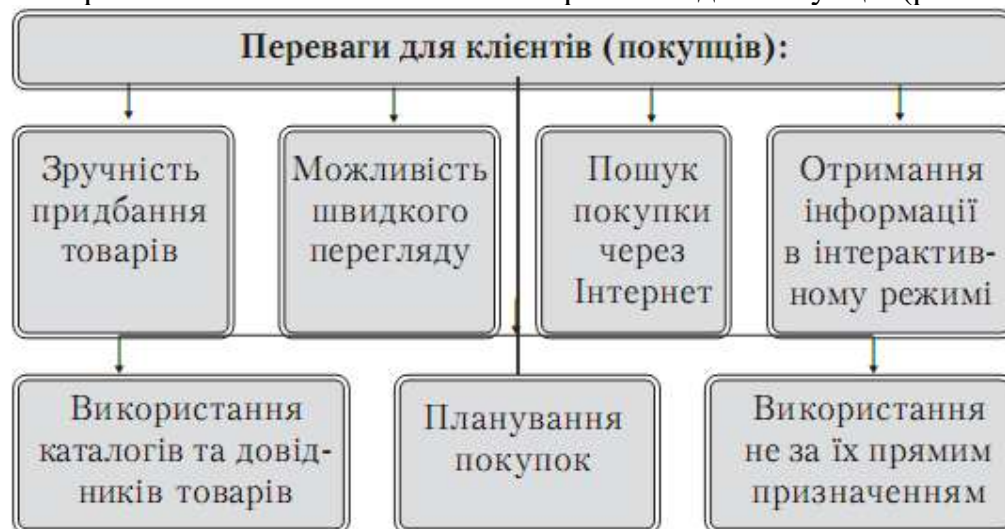 Переваги для клієнтів (покупців):
Зручність
придбання
товарів
Можливість
швидкого
перегляду
Пошук
покупки
через
Інтернет
Отримання
інформації
в інтерактив-
ному режимі
Використання
каталогів та довід-
ників товарів
Планування
покупок
Використання
не за їх прямим
призначенням